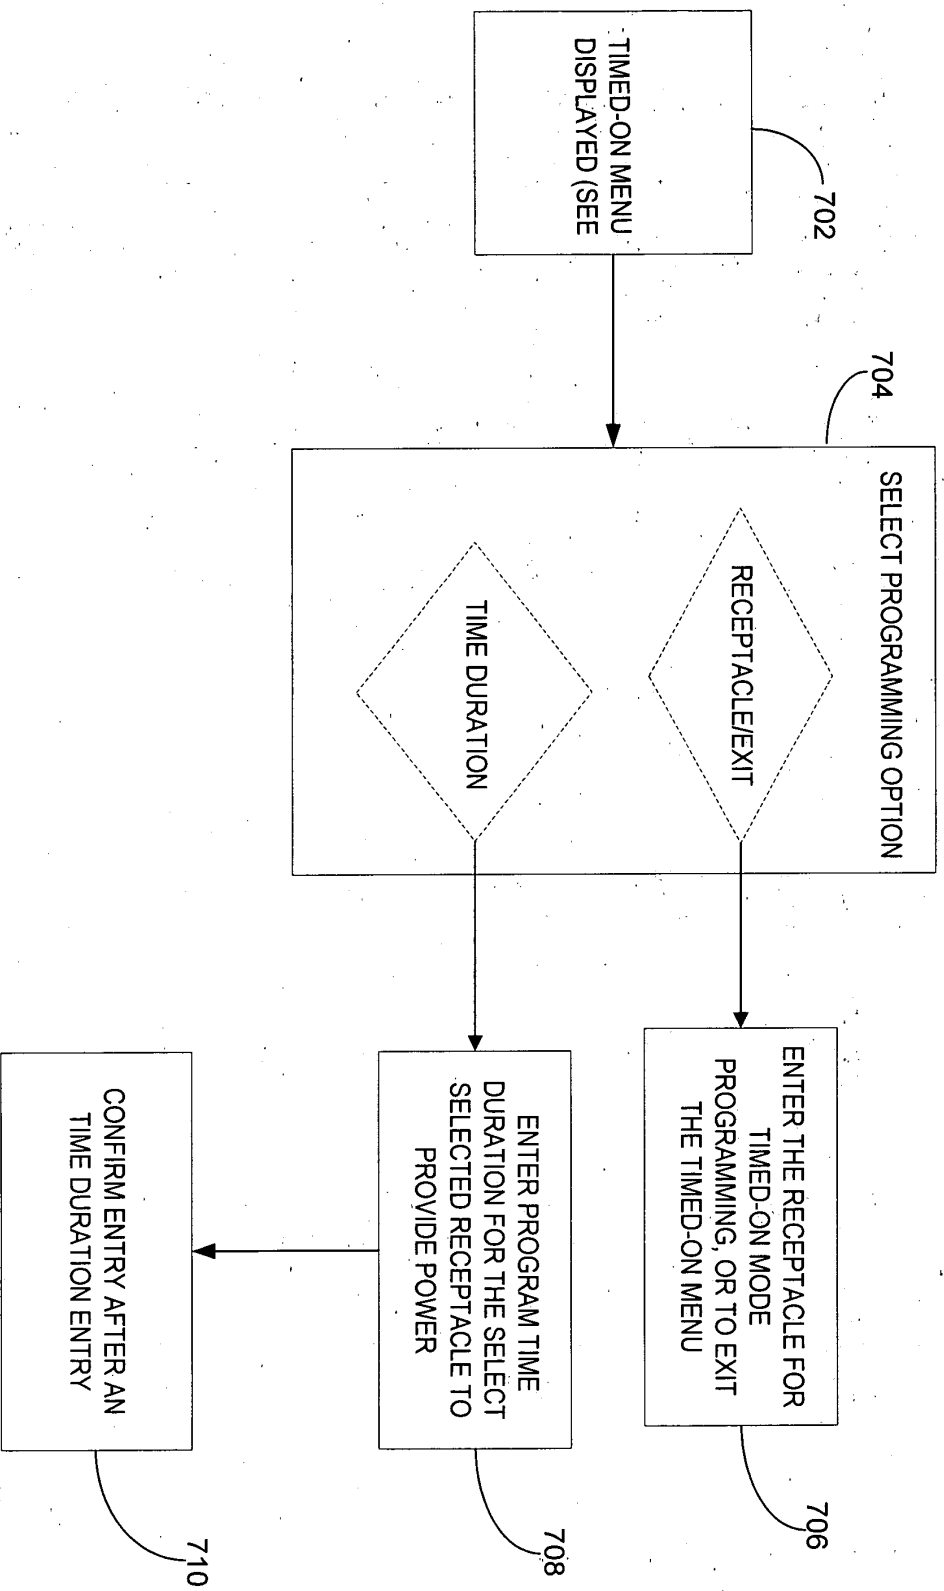 702
TIMED-ON MENU
DISPLAYED (SEE
704
SELECT PROGRAMMING OPTION
RECEPTACLE/EXIT
TIME DURATION
706
ENTER THE RECEPTACLE FOR
TIMED-ON MODE
PROGRAMMING, OR TO EXIT
THE TIMED-ON MENU
708
ENTER PROGRAM TIME
DURATION FOR THE SELECT
SELECTED RECEPTACLE TO
PROVIDE POWER
710
CONFIRM ENTRY AFTER AN
TIME DURATION ENTRY